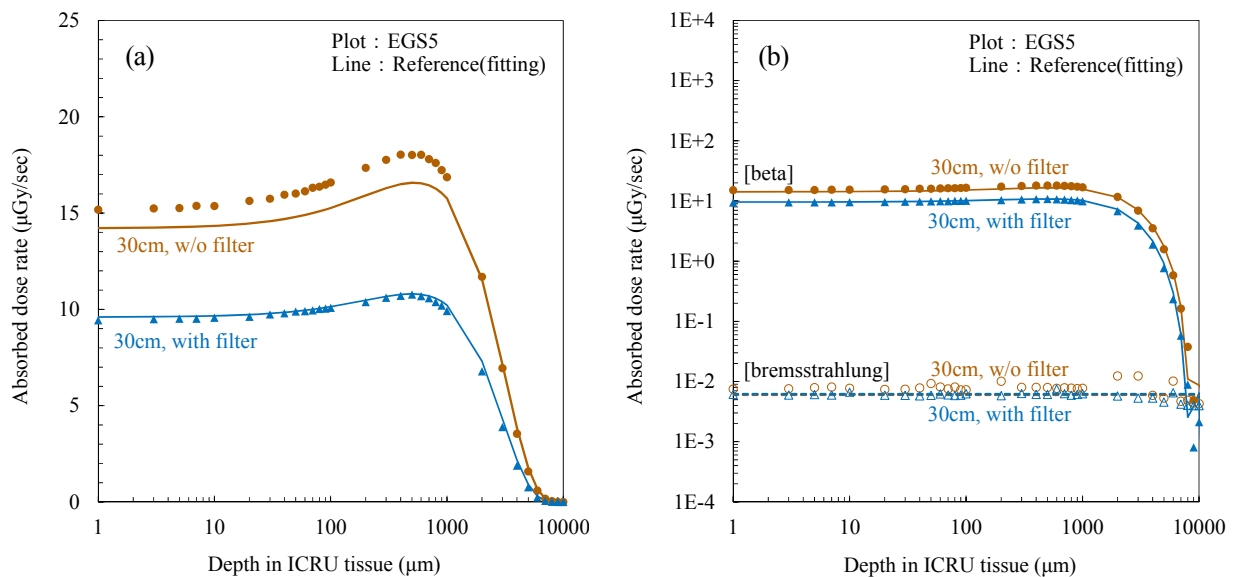 25
20
15
10
5
0
1
10
100
1000
10000
Absorbed dose rate (μGy/sec)
Depth in ICRU tissue (μm)
(a)
Plot : EGS5
Line : Reference(fitting)
30cm, w/o filter
30cm, with filter
1E+4
1E+3
1E+2
1E+1
1E+0
1E-1
1E-2
1E-3
1E-4
1
10
100
1000
10000
Absorbed dose rate (μGy/sec)
Depth in ICRU tissue (μm)
(b)
Plot : EGS5
Line : Reference(fitting)
[beta]
30cm, w/o filter
30cm, with filter
[bremsstrahlung]
30cm, w/o filter
30cm, with filter